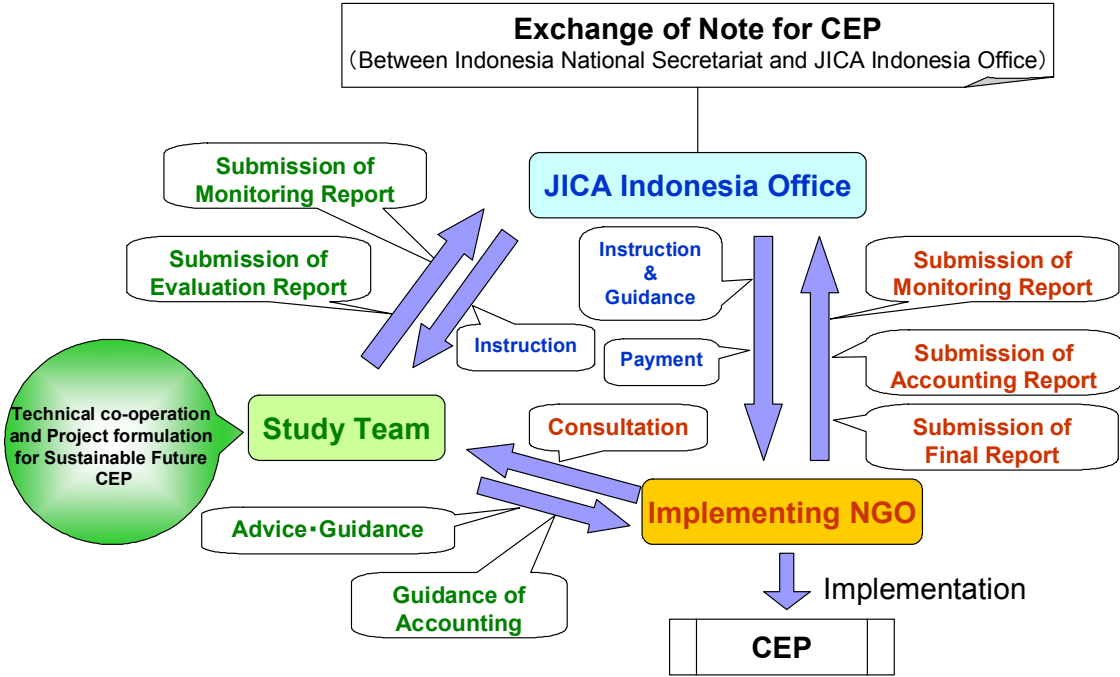 Exchange of Note for CEP
（Between Indonesia National Secretariat and JICA Indonesia Office）
JICA Indonesia Office
Submission of
Monitoring Report
Submission of
Evaluation Report
Instruction
Instruction
&
Guidance
Payment
Submission of
Monitoring Report
Submission of
Accounting Report
Submission of
Final Report
Technical co-operation
and Project formulation
for Sustainable Future
CEP
Study Team
Consultation
Implementing NGO
Advice・Guidance
Guidance of
Accounting
Implementation
CEP